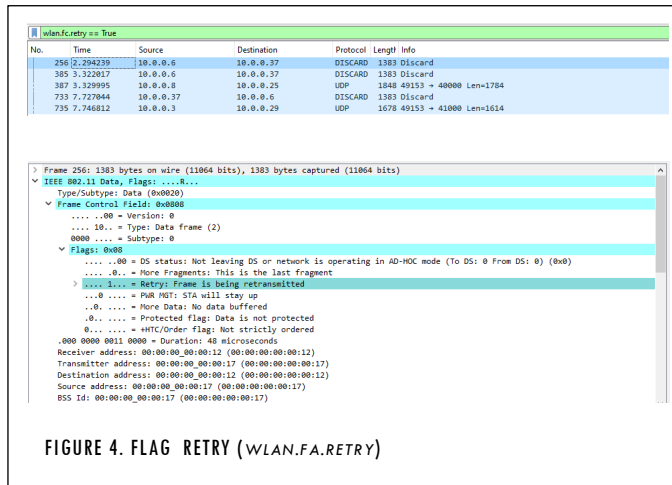 wlan.fc.retry == True
No. Time Source Destination Protocol Length Info
256 2.294239 10.0.0.6 10.0.0.37 DISCARD 1383 Discard
385 3.322017 10.0.0.6 10.0.0.37 DISCARD 1383 Discard
387 3.329995 10.0.0.8 10.0.0.25 UDP 1848 49153 → 40000 Len=1784
733 7.727044 10.0.0.37 10.0.0.6 DISCARD 1383 Discard
735 7.746812 10.0.0.3 10.0.0.29 UDP 1678 49153 → 41000 Len=1614
Frame 256: 1383 bytes on wire (11064 bits), 1383 bytes captured (11064 bits)
IEEE 802.11 Data, Flags: ....R...
Type/Subtype: Data (0x0020)
Frame Control Field: 0x0808
.... ..00 = Version: 0
.... 10.. = Type: Data frame (2)
0000 .... = Subtype: 0
Flags: 0x08
.... ..00 = DS status: Not leaving DS or network is operating in AD-HOC mode (To DS: 0 From DS: 0) (0x0)
.... .0.. = More Fragments: This is the last fragment
.... 1... = Retry: Frame is being retransmitted
...0 .... = PWR MGT: STA will stay up
..0. .... = More Data: No data buffered
.0.. .... = Protected flag: Data is not protected
0... .... = +HTC/Order flag: Not strictly ordered
.000 0000 0011 0000 = Duration: 48 microseconds
Receiver address: 00:00:00_00:00:12 (00:00:00:00:00:12)
Transmitter address: 00:00:00_00:00:17 (00:00:00:00:00:17)
Destination address: 00:00:00_00:00:12 (00:00:00:00:00:12)
Source address: 00:00:00_00:00:17 (00:00:00:00:00:17)
BSS Id: 00:00:00_00:00:17 (00:00:00:00:00:17)
FIGURE 4. FLAG RETRY (WLAN.FA.RETRY)